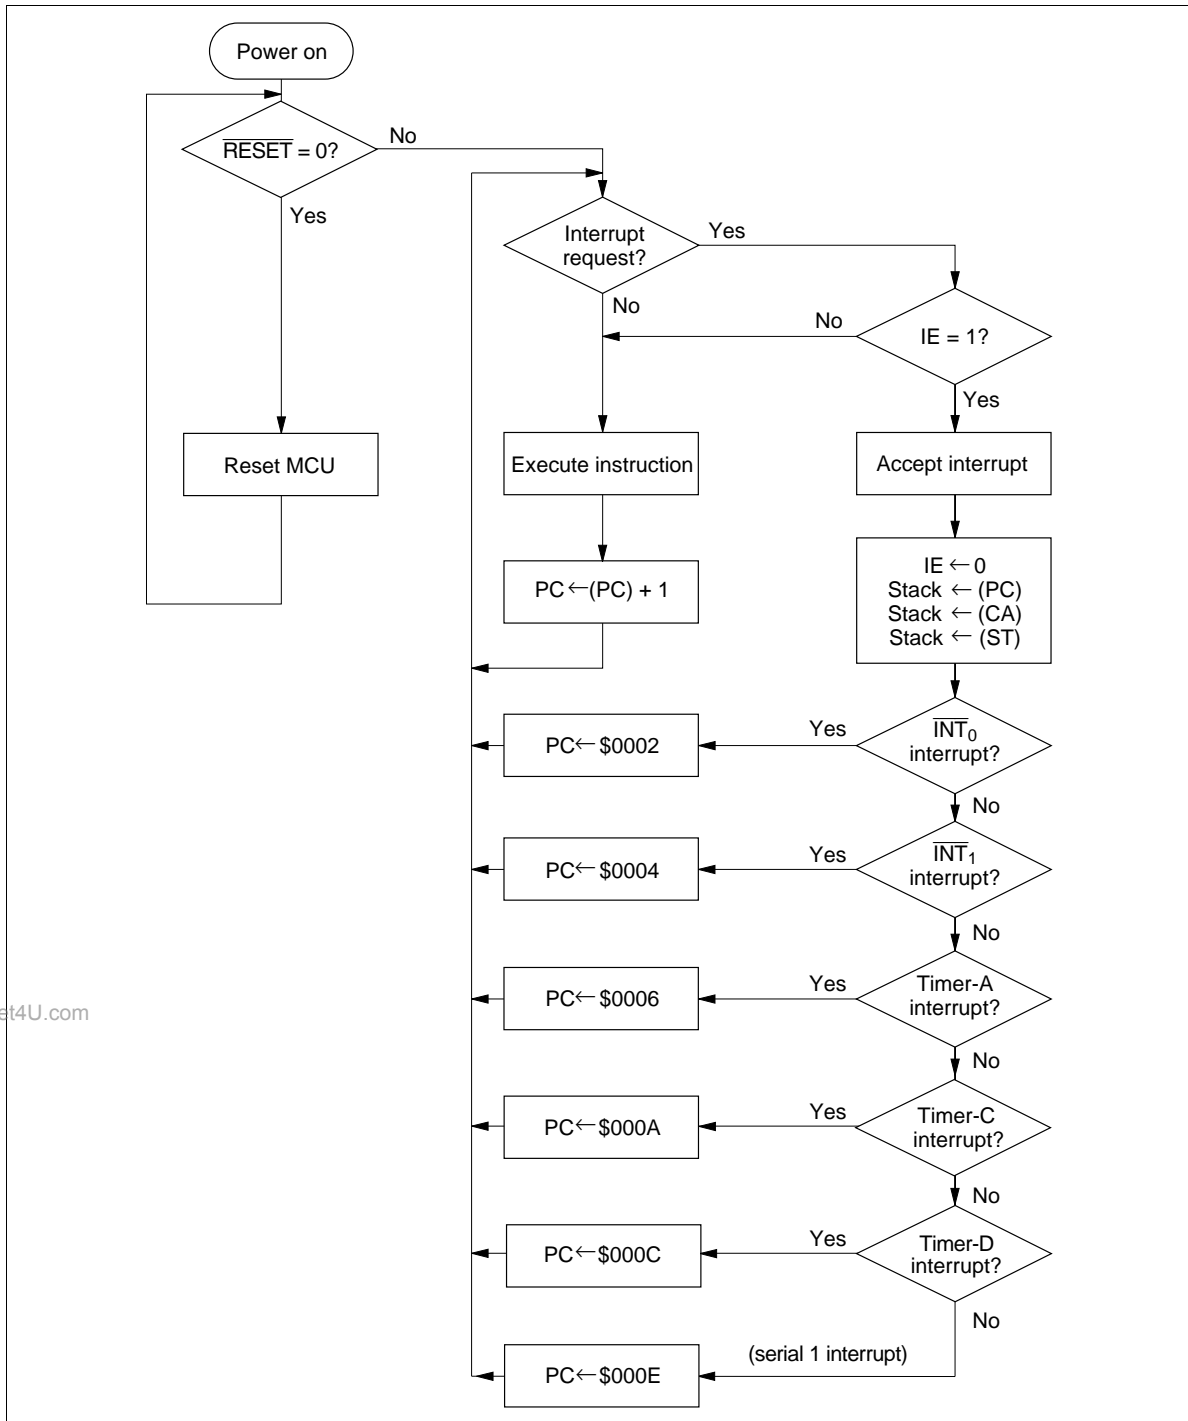 Power on
RESET = 0?
No
Yes
Interrupt
request?
Yes
No
No
IE = 1?
Yes
Reset MCU
Execute instruction
Accept interrupt
PC←(PC) + 1
IE ← 0
Stack ← (PC)
Stack ← (CA)
Stack ← (ST)
PC← $0002
Yes
INT0
interrupt?
No
PC← $0004
Yes
INT1
interrupt?
No
PC← $0006
Yes
Timer-A
interrupt?
et4U.com
No
PC← $000A
Yes
Timer-C
interrupt?
No
PC← $000C
Yes
Timer-D
interrupt?
No
(serial 1 interrupt)
PC← $000E